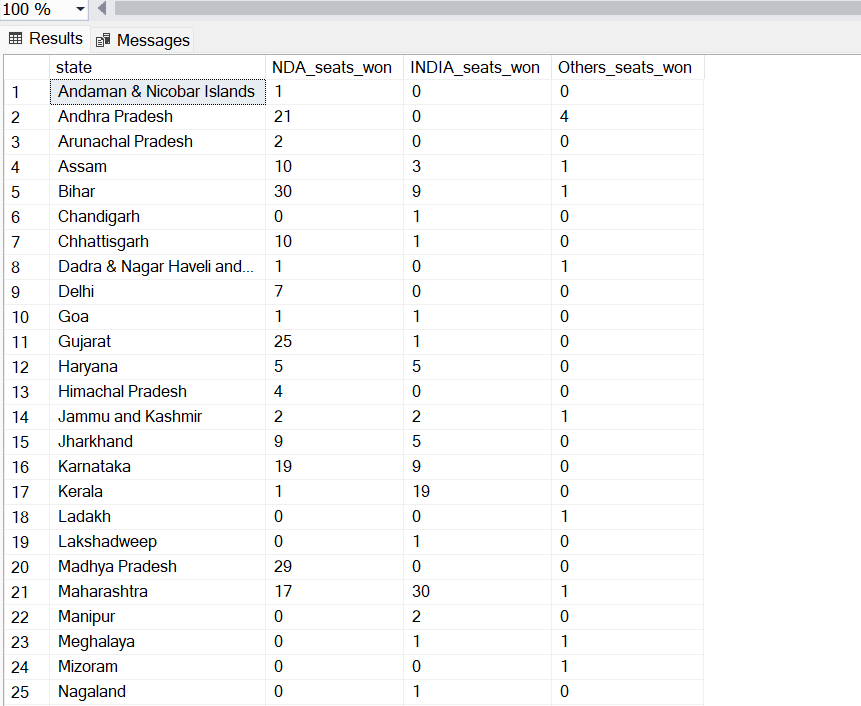 100 %
Results Messages
state NDA_seats_won INDIA_seats_won Others_seats_won
1 Andaman & Nicobar Islands 1 0 0
2 Andhra Pradesh 21 0 4
3 Arunachal Pradesh 2 0 0
4 Assam 10 3 1
5 Bihar 30 9 1
6 Chandigarh 0 1 0
7 Chhattisgarh 10 1 0
8 Dadra & Nagar Haveli and... 1 0 1
9 Delhi 7 0 0
10 Goa 1 1 0
11 Gujarat 25 1 0
12 Haryana 5 5 0
13 Himachal Pradesh 4 0 0
14 Jammu and Kashmir 2 2 1
15 Jharkhand 9 5 0
16 Karnataka 19 9 0
17 Kerala 1 19 0
18 Ladakh 0 0 1
19 Lakshadweep 0 1 0
20 Madhya Pradesh 29 0 0
21 Maharashtra 17 30 1
22 Manipur 0 2 0
23 Meghalaya 0 1 1
24 Mizoram 0 0 1
25 Nagaland 0 1 0